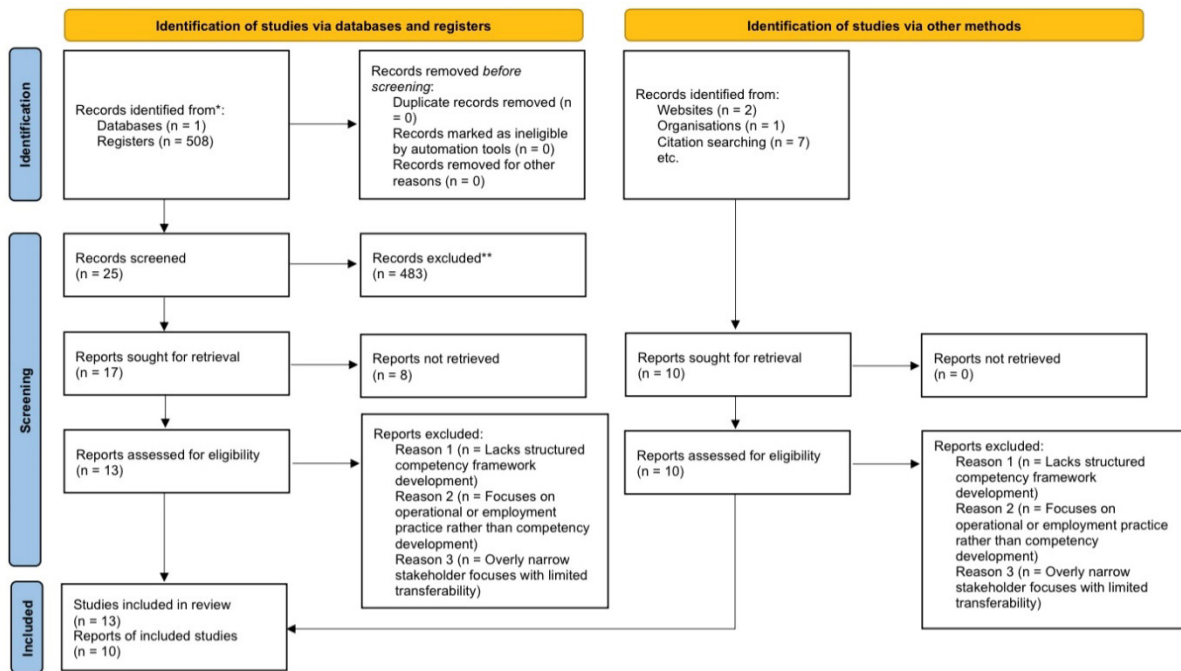 Identification of studies via databases and registers
Identification of studies via other methods
Identification
Records identified from*:
Databases (n = 1)
Registers (n = 508)
Records removed before
screening:
Duplicate records removed (n
= 0)
Records marked as ineligible
by automation tools (n = 0)
Records removed for other
reasons (n = 0)
Records identified from:
Websites (n = 2)
Organisations (n = 1)
Citation searching (n = 7)
etc.
Screening
Records screened
(n = 25)
Records excluded**
(n = 483)
Reports sought for retrieval
(n = 17)
Reports not retrieved
(n = 8)
Reports sought for retrieval
(n = 10)
Reports not retrieved
(n = 0)
Reports assessed for eligibility
(n = 13)
Reports excluded:
Reason 1 (n = Lacks structured
competency framework
development)
Reason 2 (n = Focuses on
operational or employment
practice rather than competency
development)
Reason 3 (n = Overly narrow
stakeholder focuses with limited
transferability)
Reports assessed for eligibility
(n = 10)
Reports excluded:
Reason 1 (n = Lacks structured
competency framework
development)
Reason 2 (n = Focuses on
operational or employment practice
rather than competency
development)
Reason 3 (n = Overly narrow
stakeholder focuses with limited
transferability)
Included
Studies included in review
(n = 13)
Reports of included studies
(n = 10)